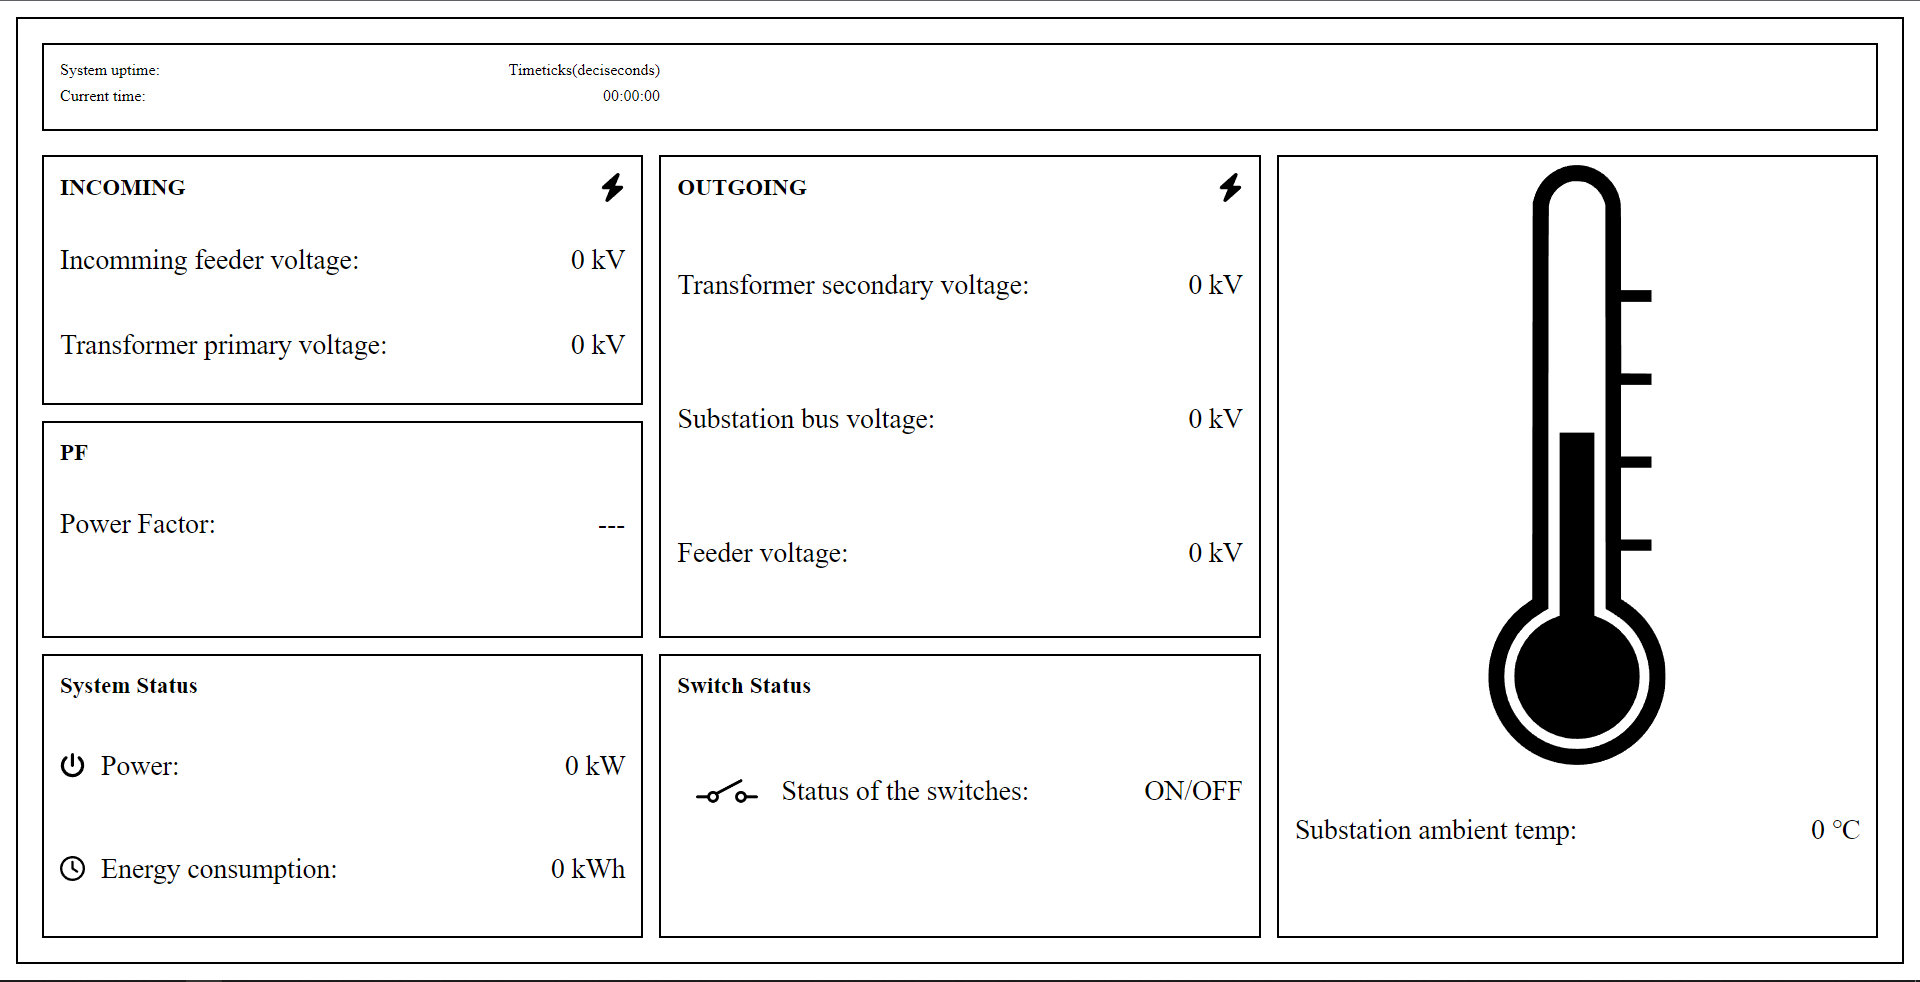 System uptime: Timeticks(deciseconds)
Current time: 00:00:00
INCOMING
Incomming feeder voltage: 0 kV
Transformer primary voltage: 0 kV
PF
Power Factor: ---
System Status
Power: 0 kW
Energy consumption: 0 kWh
OUTGOING
Transformer secondary voltage: 0 kV
Substation bus voltage: 0 kV
Feeder voltage: 0 kV
Switch Status
Status of the switches: ON/OFF
Substation ambient temp: 0 °C